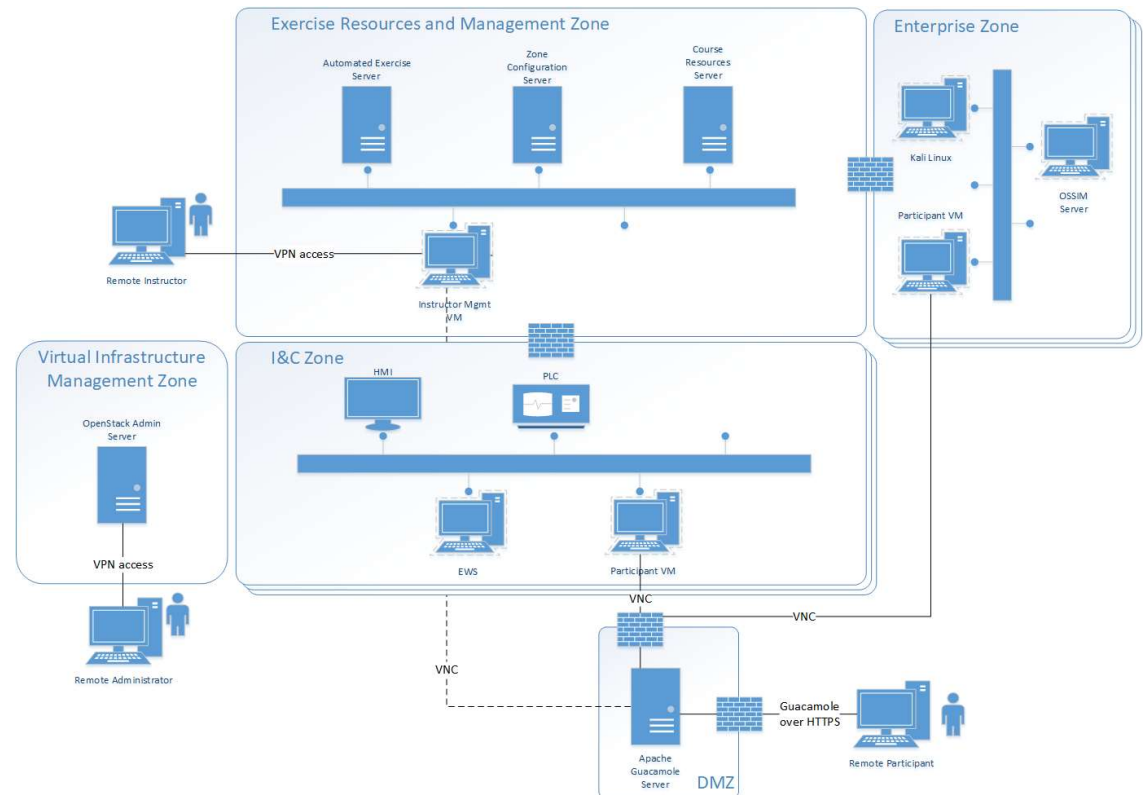 Exercise Resources and Management Zone
Enterprise Zone
Automated Exercise
Server
Zone
Configuration
Server
Course
Resources
Server
Kali Linux
OSSIM
Server
Participant VM
VPN access
Remote Instructor
Instructor Mgmt
VM
Virtual Infrastructure
Management Zone
I&C Zone
HMI
PLC
OpenStack Admin
Server
VPN access
EWS
Participant VM
Remote Administrator
VNC
VNC
VNC
Guacamole
over HTTPS
Apache
Guacamole
Server
DMZ
Remote Participant